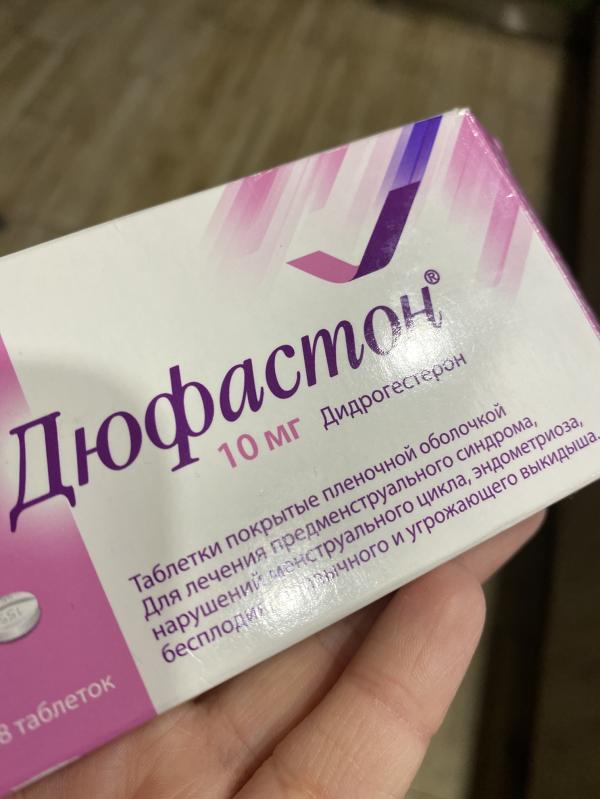 Дюфастон®
10 мг Дидрогестерон
Таблетки покрытые пленочной оболочкой
Для лечения предменструального синдрома,
нарушений менструального цикла, эндометриоза,
и угрожающего выкидыша.
8 таблеток